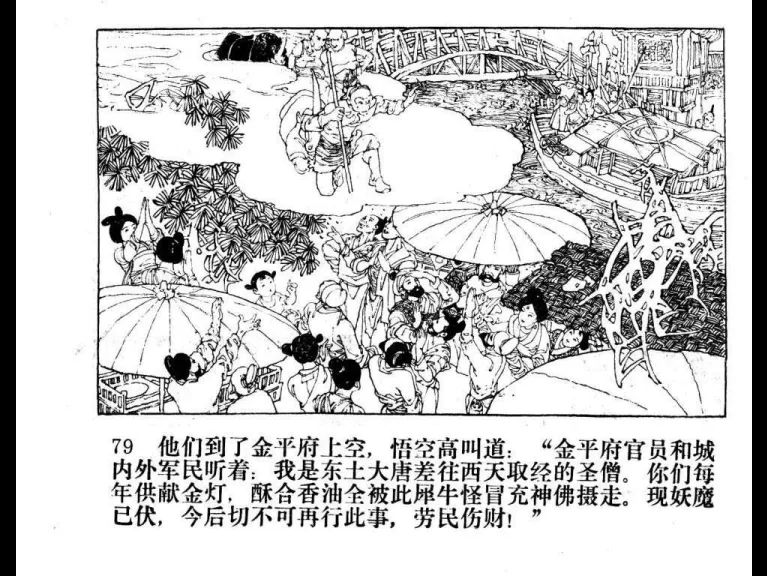 79 他们到了金平府上空，悟空高叫道：“金平府官员和城
内外军民听着：我是东土大唐差往西天取经的圣僧。你们每
年供献金灯，酥合香油全被此犀牛怪冒充神佛摄走。现妖魔
已伏，今后切不可再行此事，劳民伤财！”